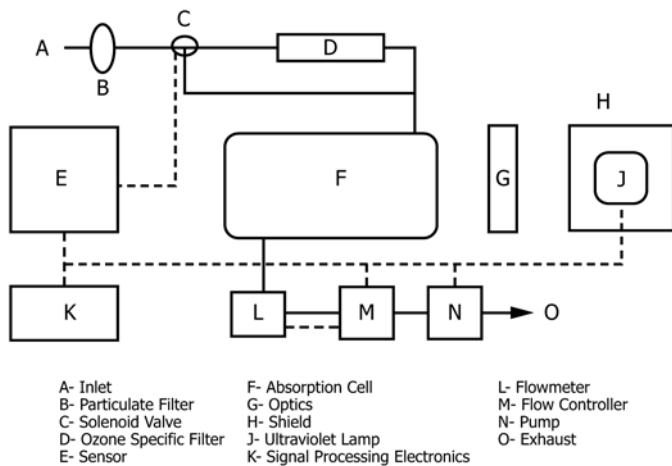 C
A
D
B
H
E
F
G
J
K
L
M
N
O
A- Inlet
B- Particulate Filter
C- Solenoid Valve
D- Ozone Specific Filter
E- Sensor
F- Absorption Cell
G- Optics
H- Shield
J- Ultraviolet Lamp
K- Signal Processing Electronics
L- Flowmeter
M- Flow Controller
N- Pump
O- Exhaust